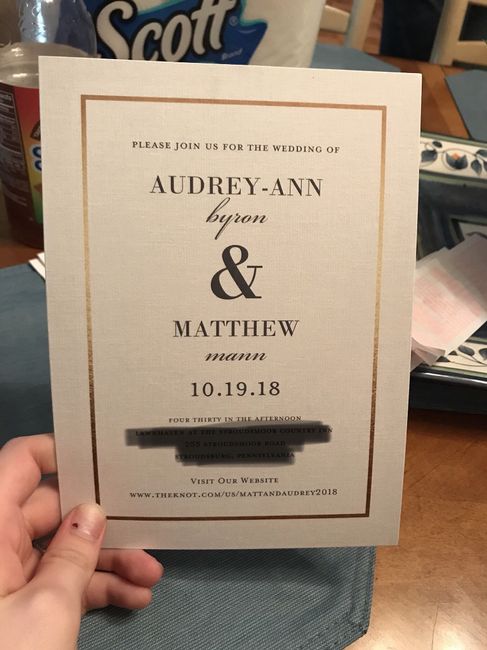 Scott
Brand
PLEASE JOIN US FOR THE WEDDING OF
AUDREY-ANN
byron
&
MATTHEW
mann
10.19.18
FOUR THIRTY IN THE AFTERNOON
VISIT OUR WEBSITE
WWW.THEKNOT.COM/US/MATTANDAUDREY2018